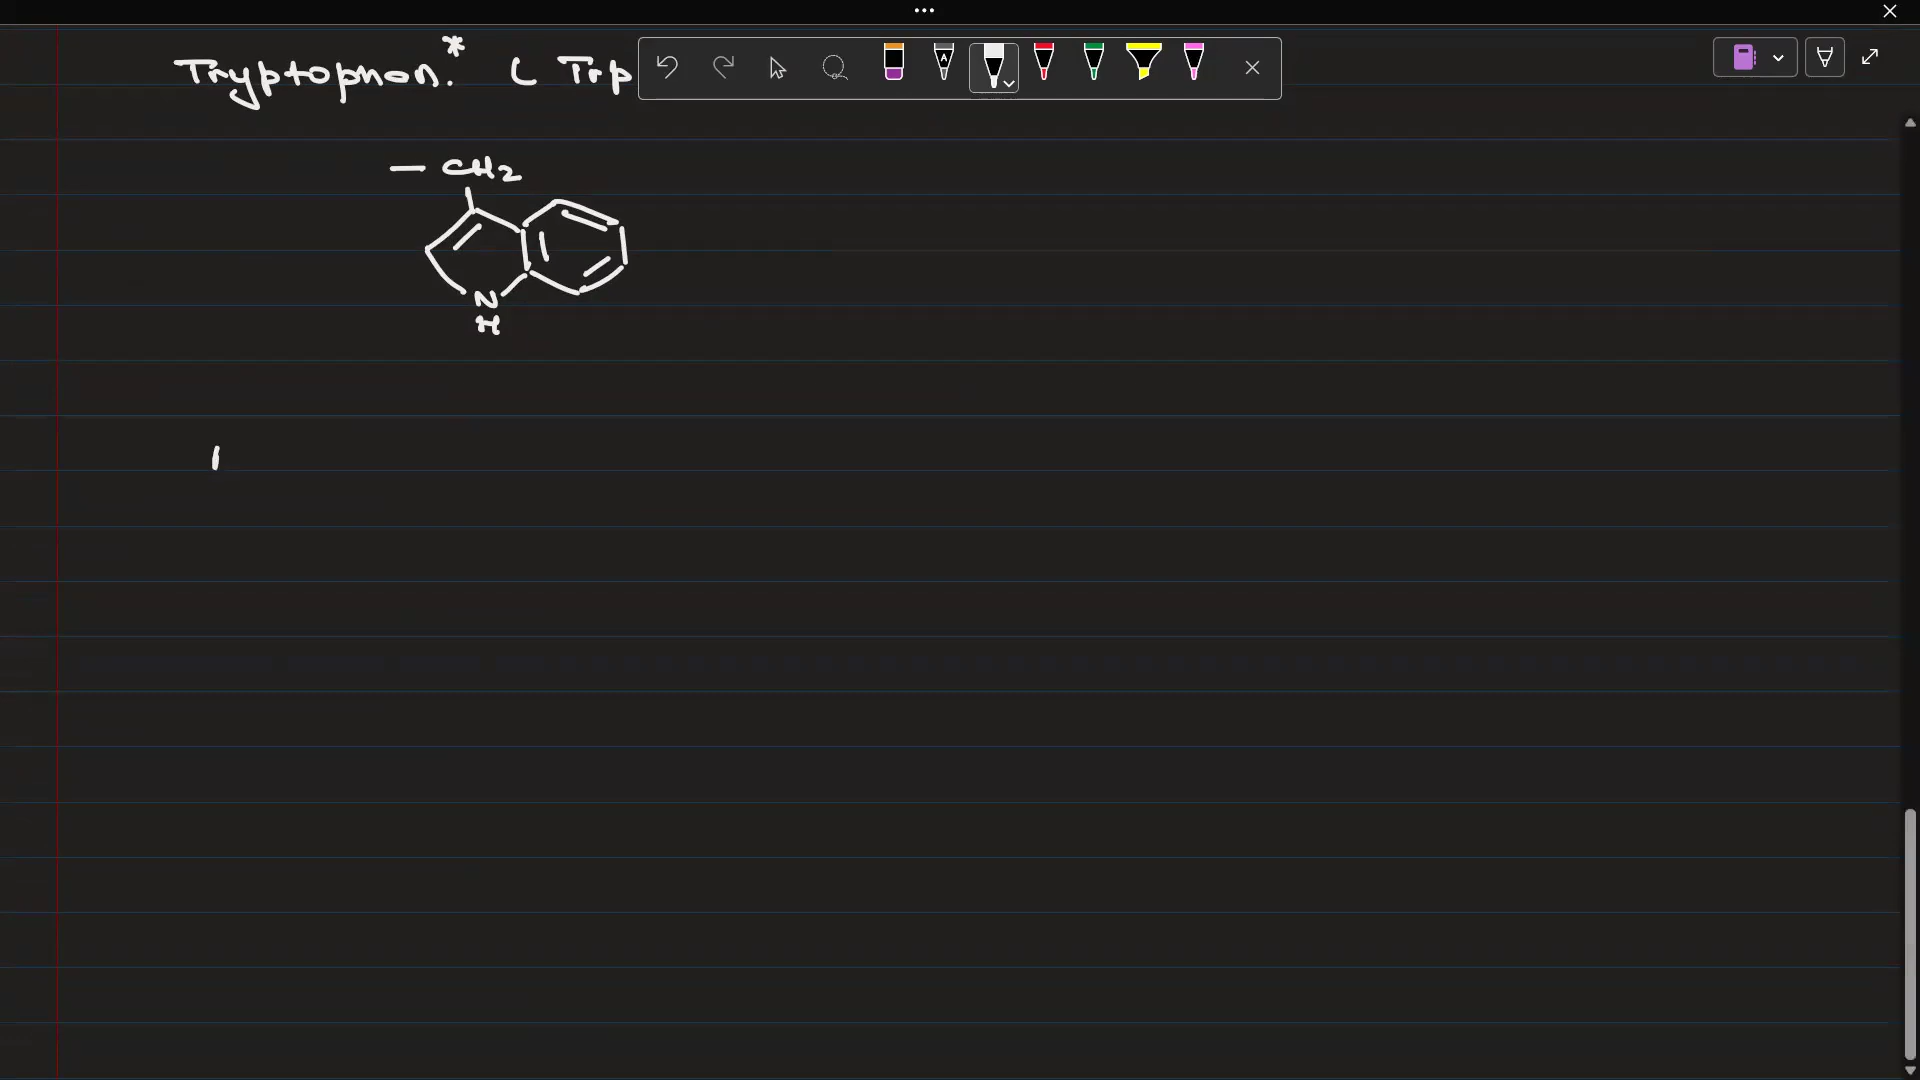 Tryptophan.* ( Trp
— CH2
N
H